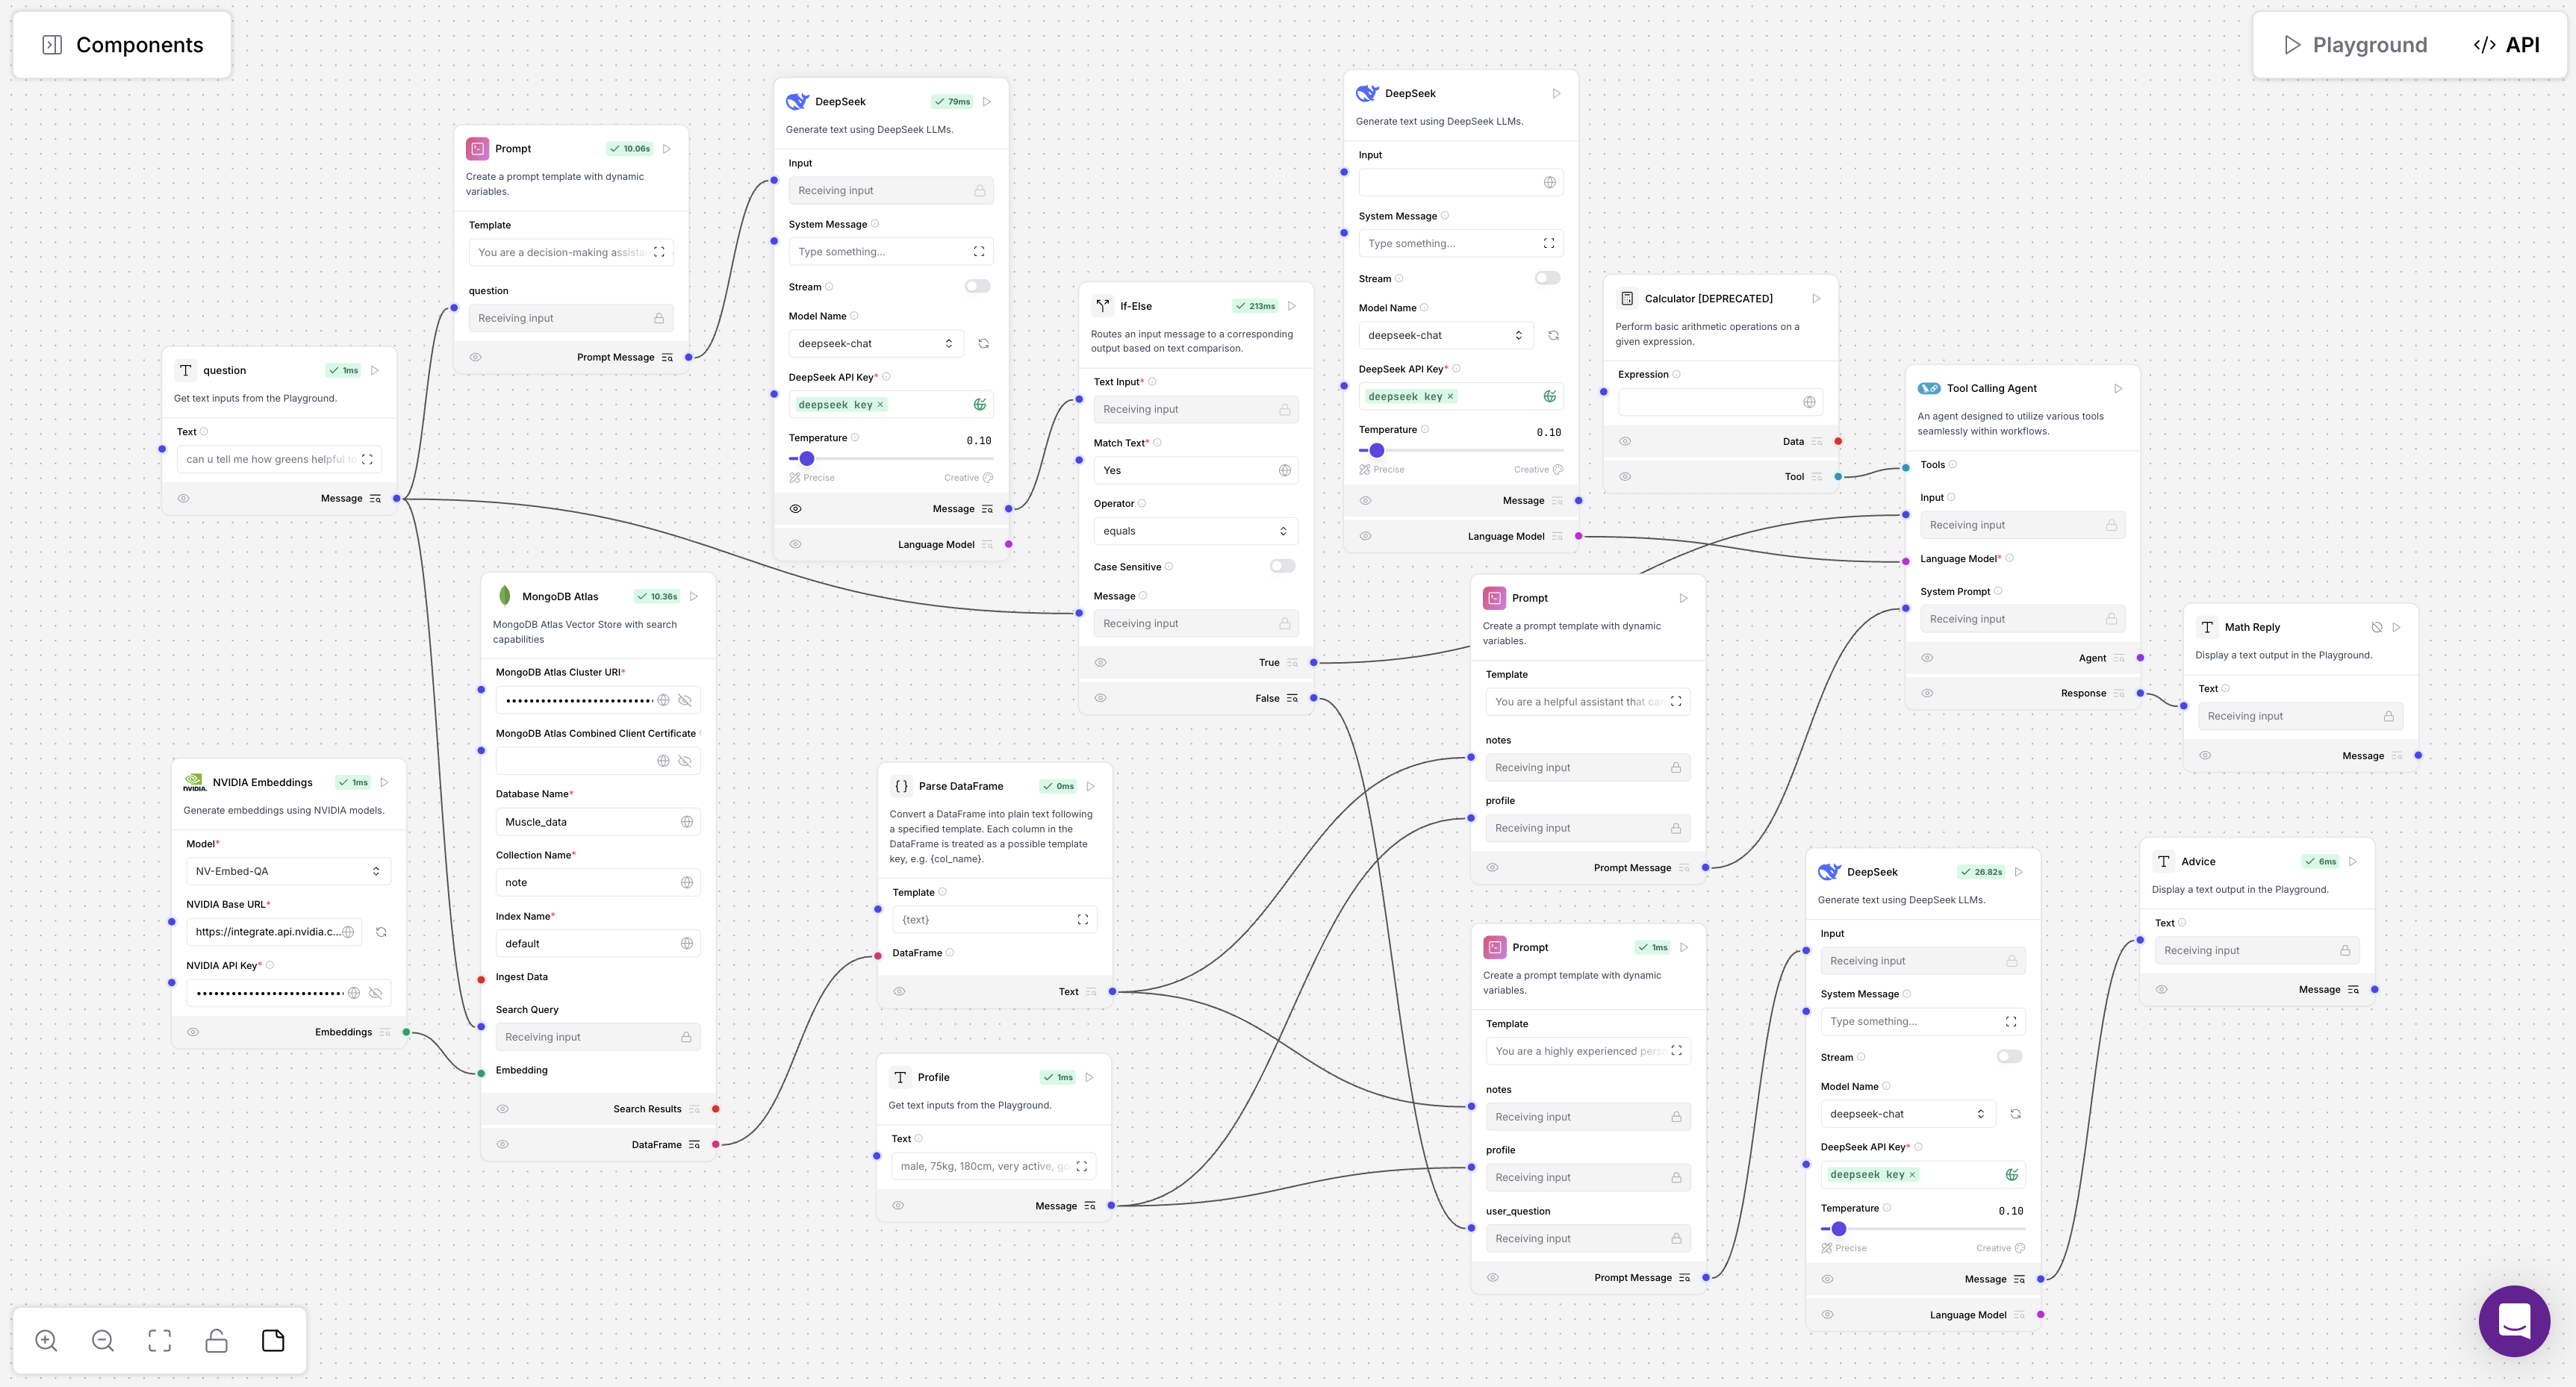 Components
Playground
API
question
1ms
Get text inputs from the Playground.
Text
can u tell me how greens helpful to
Message
Prompt
10.06s
Create a prompt template with dynamic
variables.
Template
You are a decision-making assista
question
Receiving input
Prompt Message
DeepSeek
79ms
Generate text using DeepSeek LLMs.
Input
Receiving input
System Message
Type something...
Stream
Model Name
deepseek-chat
DeepSeek API Key*
deepseek key ×
Temperature
0.10
Precise
Creative
Message
Language Model
If-Else
213ms
Routes an input message to a corresponding
output based on text comparison.
Text Input*
Receiving input
Match Text*
Yes
Operator
equals
Case Sensitive
Message
Receiving input
True
False
DeepSeek
Generate text using DeepSeek LLMs.
Input
System Message
Type something...
Stream
Model Name
deepseek-chat
DeepSeek API Key*
deepseek key ×
Temperature
0.10
Precise
Creative
Message
Language Model
Calculator [DEPRECATED]
Perform basic arithmetic operations on a
given expression.
Expression
Data
Tool
Tool Calling Agent
An agent designed to utilize various tools
seamlessly within workflows.
Tools
Input
Receiving input
Language Model*
System Prompt
Receiving input
Agent
Response
Math Reply
Display a text output in the Playground.
Text
Receiving input
Message
NVIDIA.
NVIDIA Embeddings
1ms
Generate embeddings using NVIDIA models.
Model*
NV-Embed-QA
NVIDIA Base URL*
https://integrate.api.nvidia.c...
NVIDIA API Key*
Embeddings
MongoDB Atlas
10.36s
MongoDB Atlas Vector Store with search
capabilities
MongoDB Atlas Cluster URI*
MongoDB Atlas Combined Client Certificate
Database Name*
Muscle_data
Collection Name*
note
Index Name*
default
Ingest Data
Search Query
Receiving input
Embedding
Search Results
DataFrame
Parse DataFrame
0ms
Convert a DataFrame into plain text following
a specified template. Each column in the
DataFrame is treated as a possible template
key, e.g. {col_name}.
Template
{text}
DataFrame
Text
Profile
1ms
Get text inputs from the Playground.
Text
male, 75kg, 180cm, very active, go
Message
Prompt
Create a prompt template with dynamic
variables.
Template
You are a helpful assistant that can
notes
Receiving input
profile
Receiving input
Prompt Message
Prompt
1ms
Create a prompt template with dynamic
variables.
Template
You are a highly experienced perso
notes
Receiving input
profile
Receiving input
user_question
Receiving input
Prompt Message
DeepSeek
26.82s
Generate text using DeepSeek LLMs.
Input
Receiving input
System Message
Type something...
Stream
Model Name
deepseek-chat
DeepSeek API Key*
deepseek key ×
Temperature
0.10
Precise
Creative
Message
Language Model
Advice
6ms
Display a text output in the Playground.
Text
Receiving input
Message